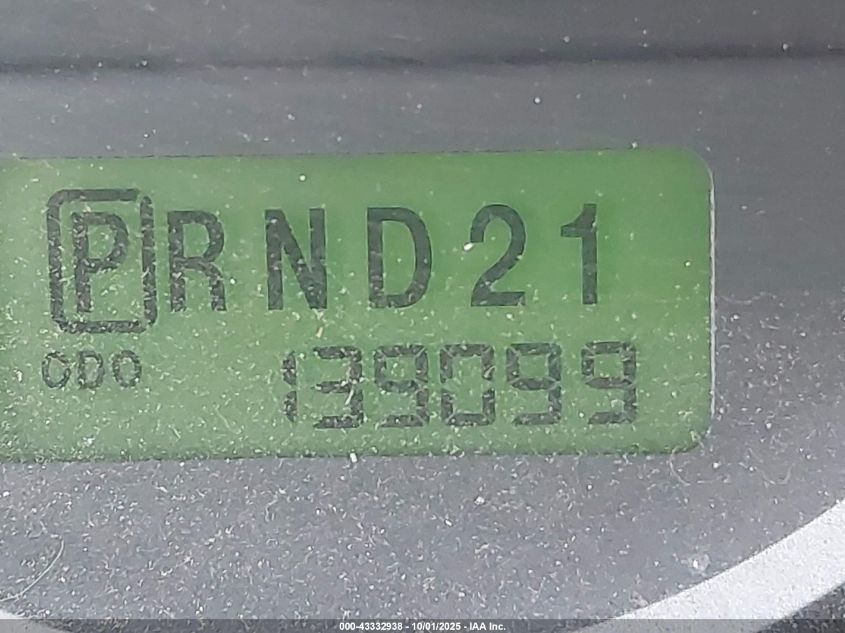 PRND21
ODO 139099
000-43332938 - 10/01/2025 - IAA Inc.